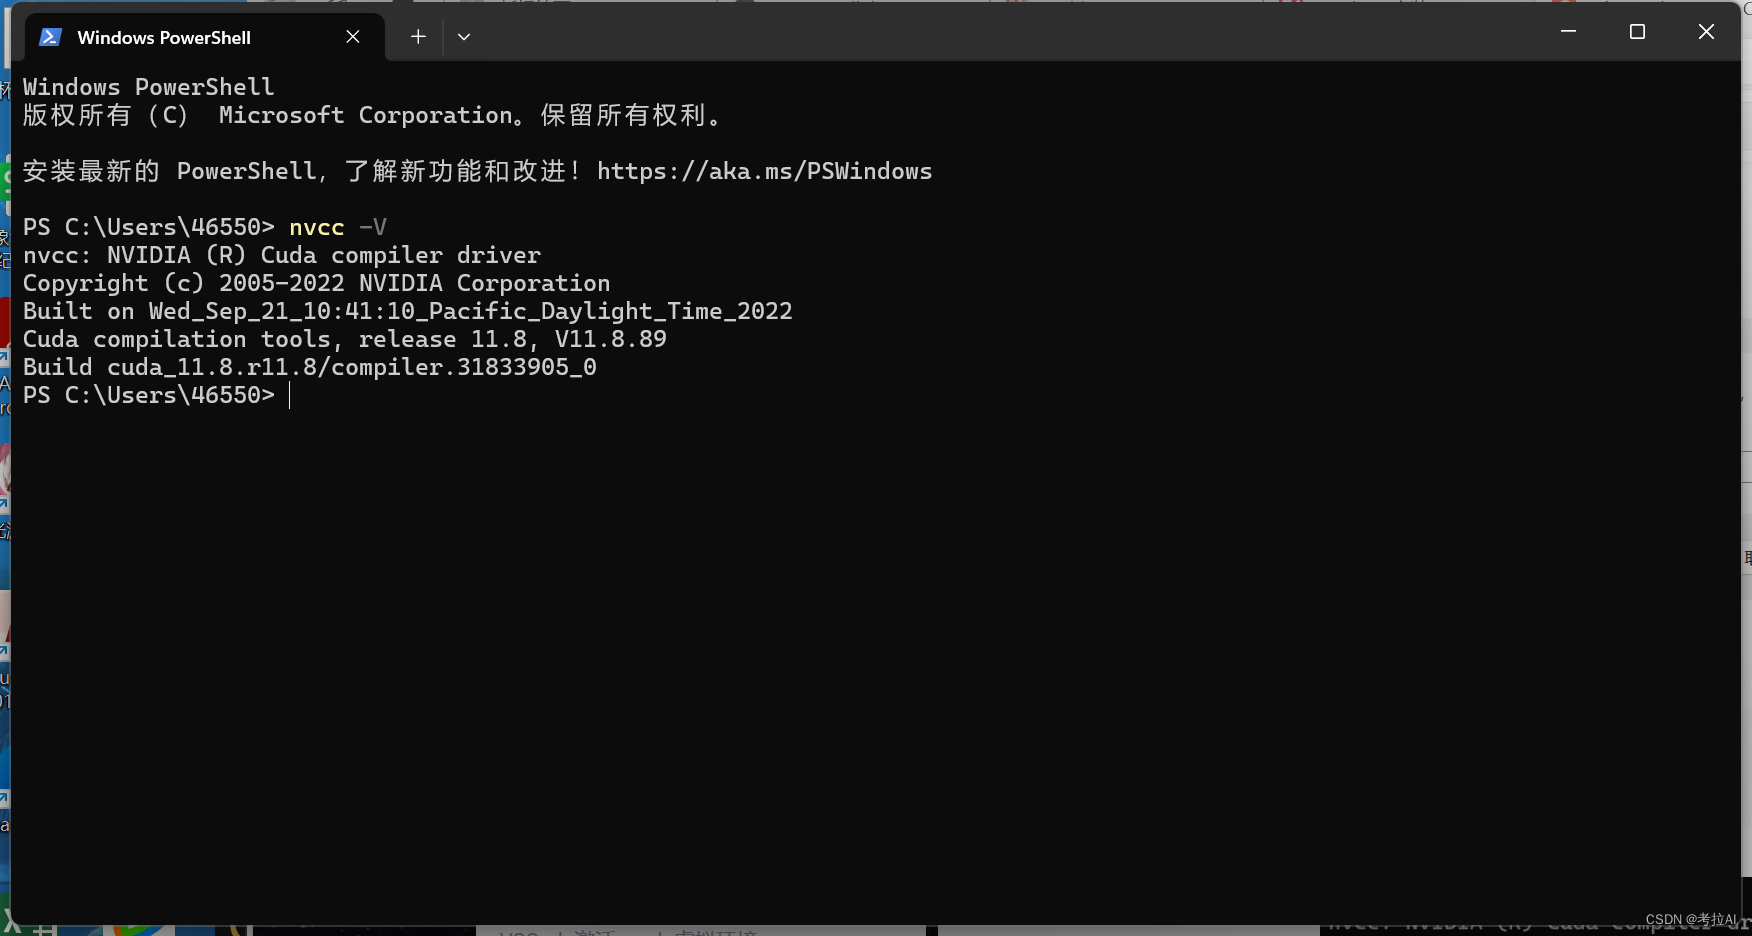 Windows PowerShell
Windows PowerShell
版权所有 (C) Microsoft Corporation。保留所有权利。
安装最新的 PowerShell，了解新功能和改进！https://aka.ms/PSWindows
PS C:\Users\46550> nvcc -V
nvcc: NVIDIA (R) Cuda compiler driver
Copyright (c) 2005-2022 NVIDIA Corporation
Built on Wed_Sep_21_10:41:10_Pacific_Daylight_Time_2022
Cuda compilation tools, release 11.8, V11.8.89
Build cuda_11.8.r11.8/compiler.31833905_0
PS C:\Users\46550>
CSDN @考拉AI